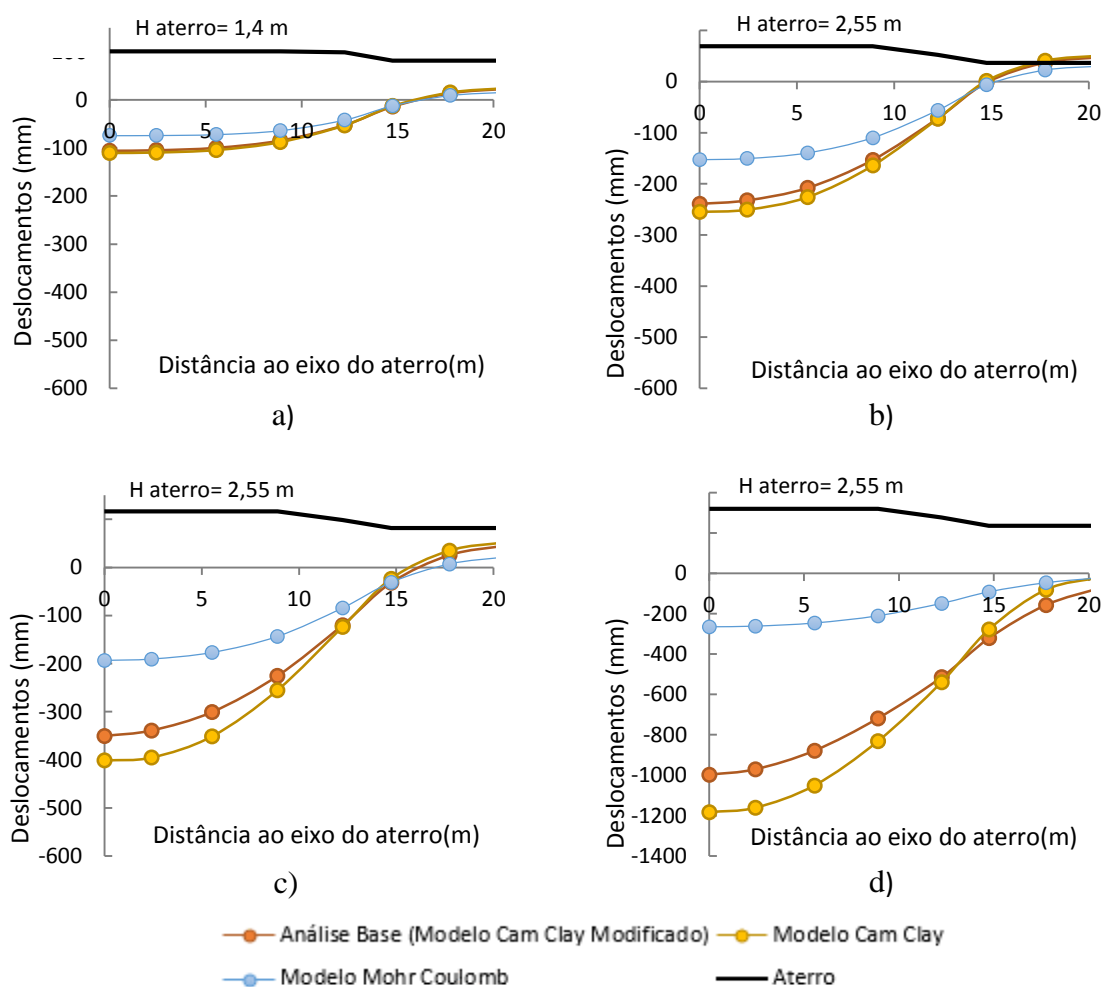 H aterro= 1,4 m
0
-100
-200
-300
-400
-500
-600
0 5 10 15 20
Deslocamentos (mm)
Distância ao eixo do aterro(m)
a)
H aterro= 2,55 m
0
-100
-200
-300
-400
-500
-600
0 5 10 15 20
Deslocamentos (mm)
Distância ao eixo do aterro(m)
b)
H aterro= 2,55 m
0
-100
-200
-300
-400
-500
-600
0 5 10 15 20
Deslocamentos (mm)
Distância ao eixo do aterro(m)
c)
H aterro= 2,55 m
0
-200
-400
-600
-800
-1000
-1200
-1400
0 5 10 15 20
Deslocamentos (mm)
Distância ao eixo do aterro(m)
d)
Análise Base (Modelo Cam Clay Modificado)
Modelo Cam Clay
Modelo Mohr Coulomb
Aterro